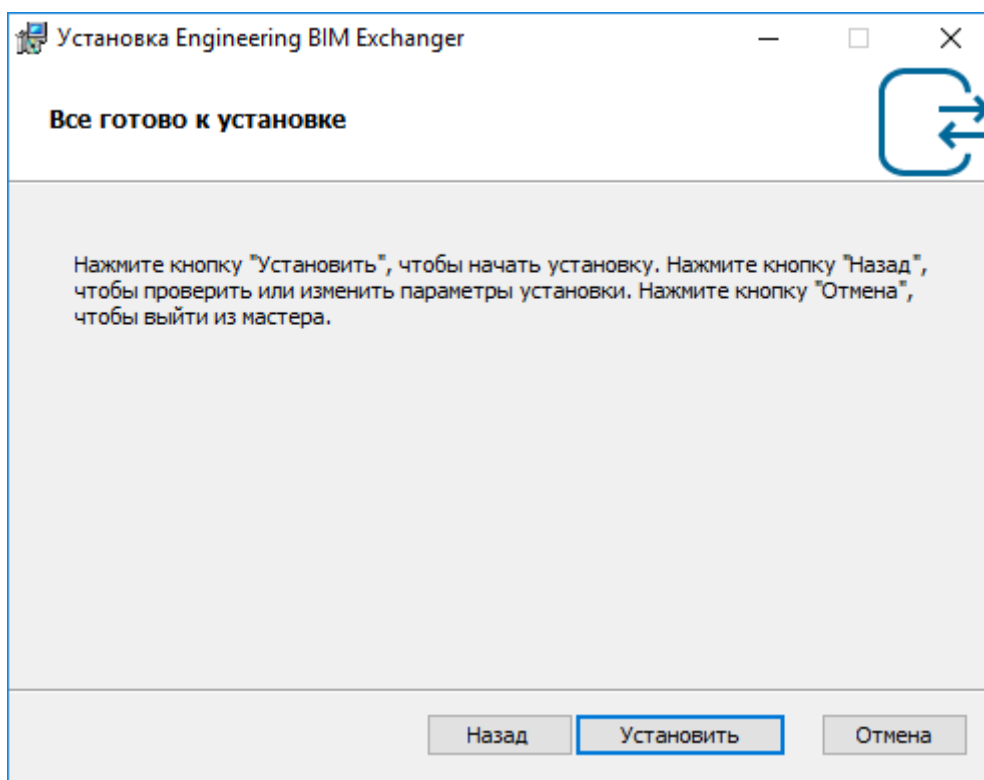 Установка Engineering BIM Exchanger
Все готово к установке
Нажмите кнопку "Установить", чтобы начать установку. Нажмите кнопку "Назад",
чтобы проверить или изменить параметры установки. Нажмите кнопку "Отмена",
чтобы выйти из мастера.
Назад
Установить
Отмена